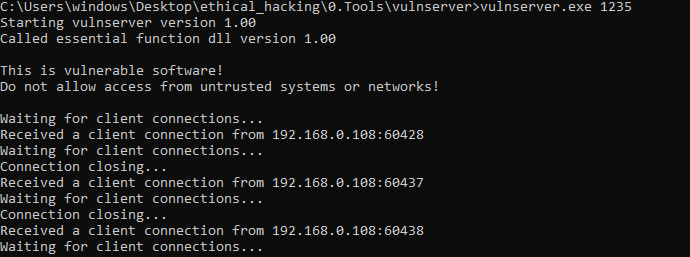 C:\Users\windows\Desktop\ethical_hacking\0.Tools\vulnserver>vulnserver.exe 1235
Starting vulnserver version 1.00
Called essential function dll version 1.00
This is vulnerable software!
Do not allow access from untrusted systems or networks!
Waiting for client connections...
Received a client connection from 192.168.0.108:60428
Waiting for client connections...
Connection closing...
Received a client connection from 192.168.0.108:60437
Waiting for client connections...
Connection closing...
Received a client connection from 192.168.0.108:60438
Waiting for client connections...